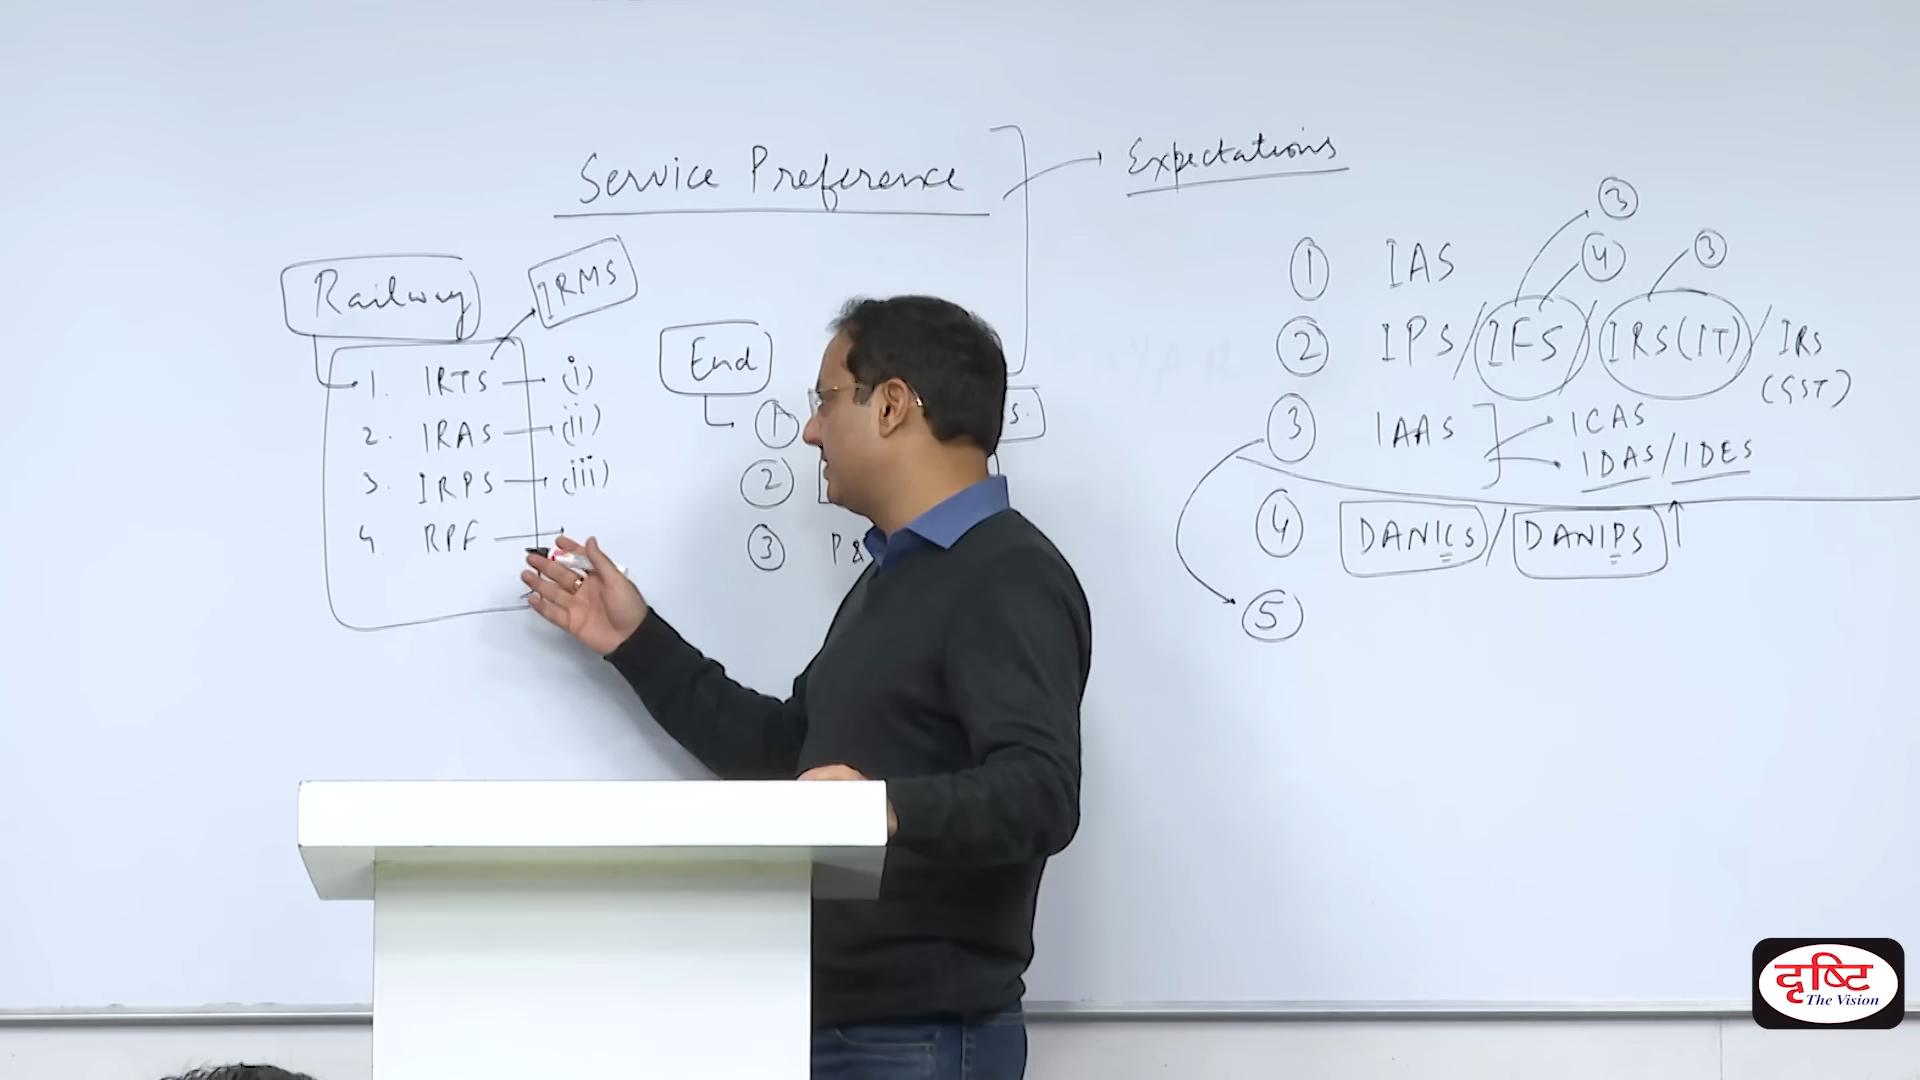 Service Preference
Expectations
Railway
IRMS
1. IRTS (i)
2. IRAS (ii)
3. IRPS (iii)
4. RPF
End
1
2
3 P&
S.
3
4
3
1 IAS
2 IPS/IFS/IRS(IT)/IRS
(GST)
3 IAAS ICAS
IDAS/IDES
4 DANICS/DANIPS
5
दृष्टि
The Vision